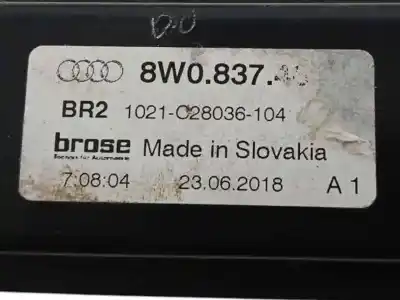 8W0.837.
BR2 1021-C28036-104
brose Made in Slovakia
7:08:04 23.06.2018 A 1